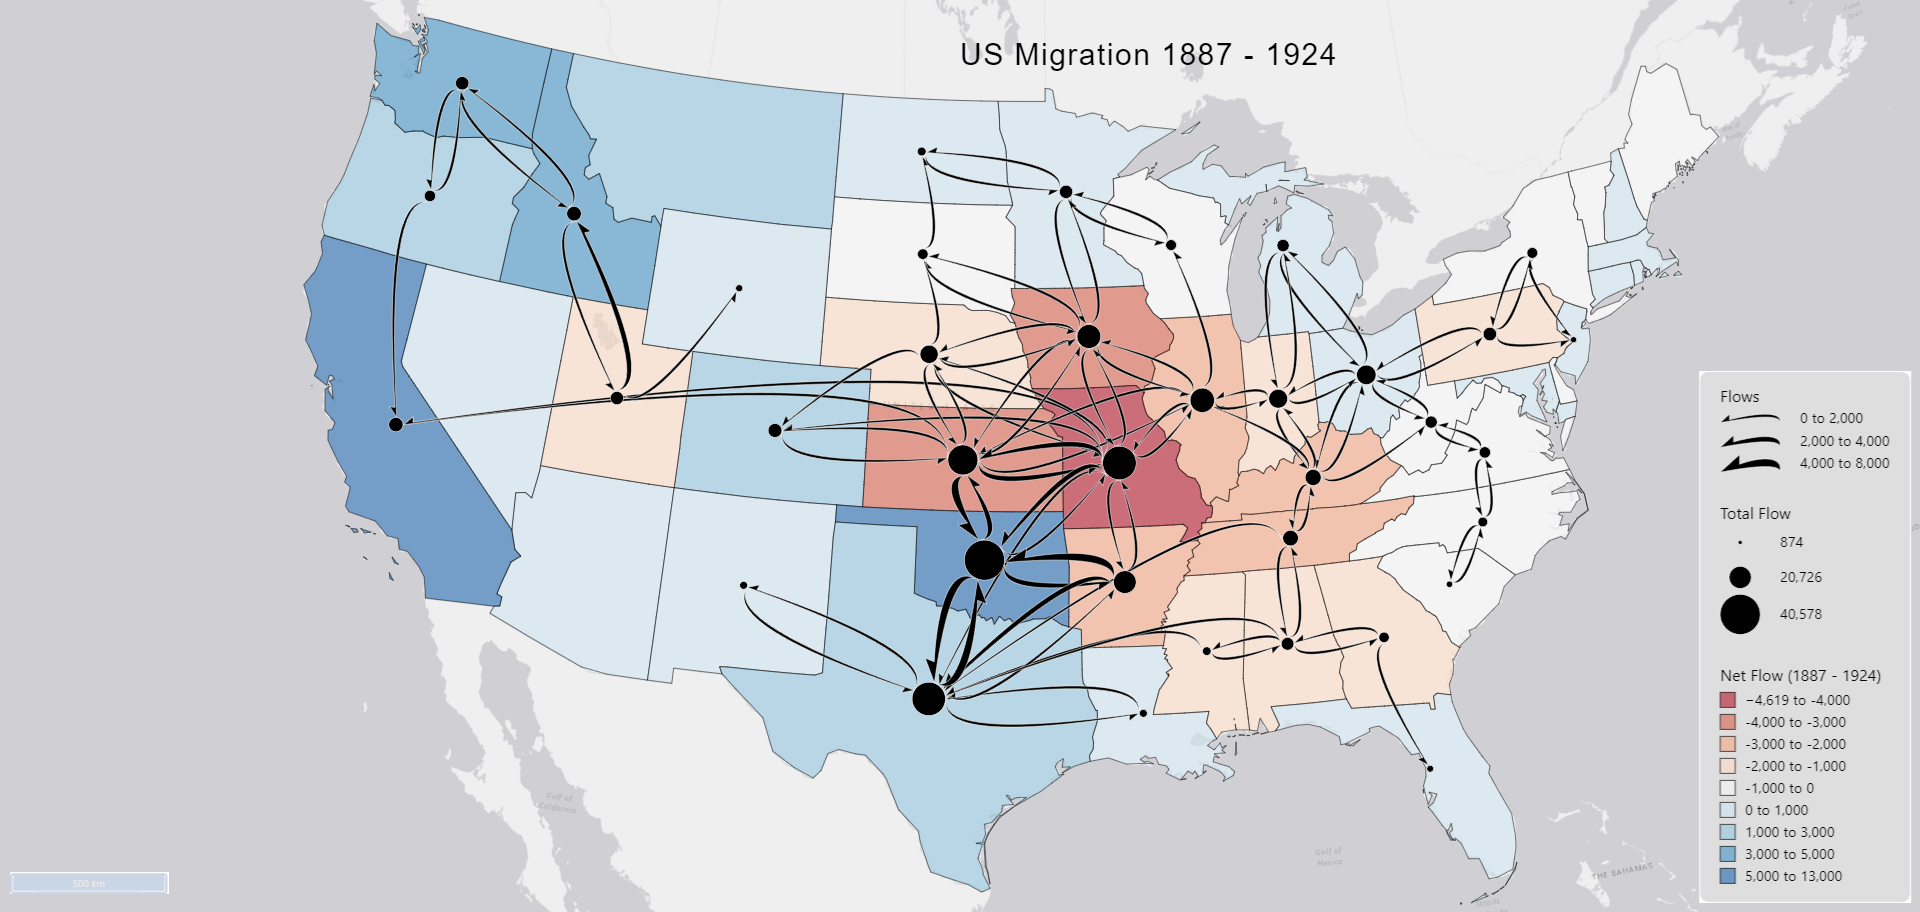 US Migration 1887 - 1924
Flows
0 to 2,000
2,000 to 4,000
4,000 to 8,000
Total Flow
874
20,726
40,578
Net Flow (1887 - 1924)
−4,619 to -4,000
-4,000 to -3,000
-3,000 to -2,000
-2,000 to -1,000
-1,000 to 0
0 to 1,000
1,000 to 3,000
3,000 to 5,000
5,000 to 13,000
Gulf of
California
Gulf of
Mexico
THE BAHAMAS
500 km